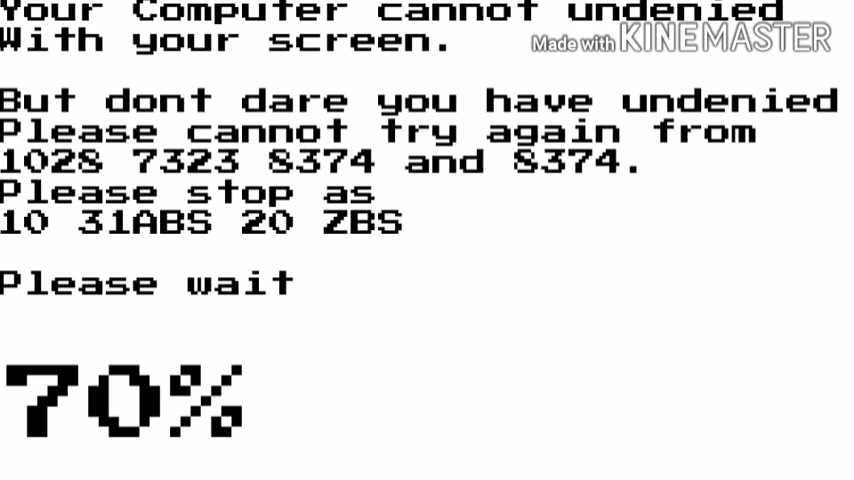 Your Computer cannot undenied
With your screen.
Made with KINEMASTER
But dont dare you have undenied
Please cannot try again from
1028 7323 8374 and 8374.
Please stop as
10 31ABS 20 ZBS
Please wait
70%